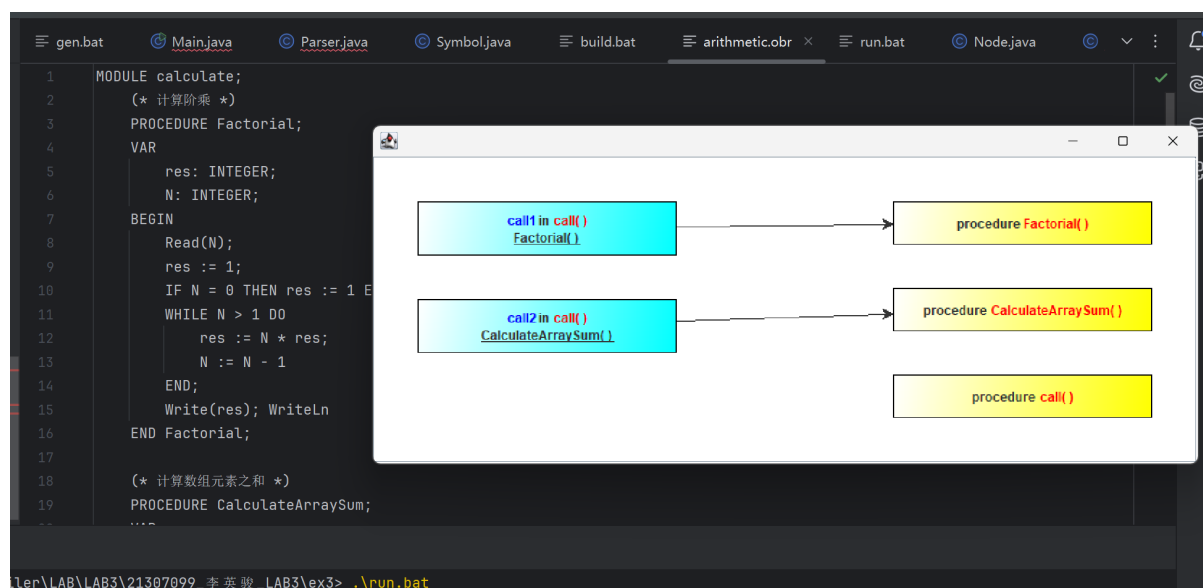 gen.bat Main.java Parser.java Symbol.java build.bat arithmetic.obr run.bat Node.java
1 MODULE calculate;
2 (* 计算阶乘 *)
3 PROCEDURE Factorial;
4 VAR
5 res: INTEGER;
6 N: INTEGER;
7 BEGIN
8 Read(N);
9 res := 1;
10 IF N = 0 THEN res := 1 E
11 WHILE N > 1 DO
12 res := N * res;
13 N := N - 1
14 END;
15 Write(res); WriteLn
16 END Factorial;
17
18 (* 计算数组元素之和 *)
19 PROCEDURE CalculateArraySum;
call1 in call( )
Factorial( )
procedure Factorial( )
call2 in call( )
CalculateArraySum( )
procedure CalculateArraySum( )
procedure call( )
iler\LAB\LAB3\21307099_李英骏_LAB3\ex3> .\run.bat